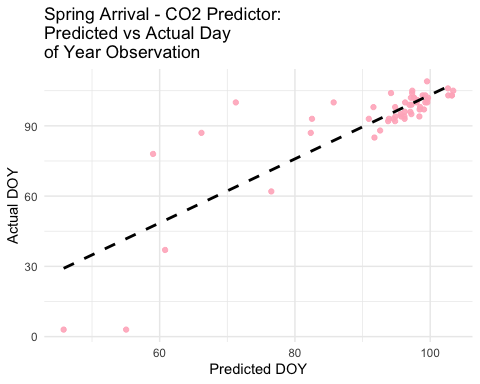 Spring Arrival - CO2 Predictor:
Predicted vs Actual Day
of Year Observation
Actual DOY
90
60
30
0
60
80
100
Predicted DOY